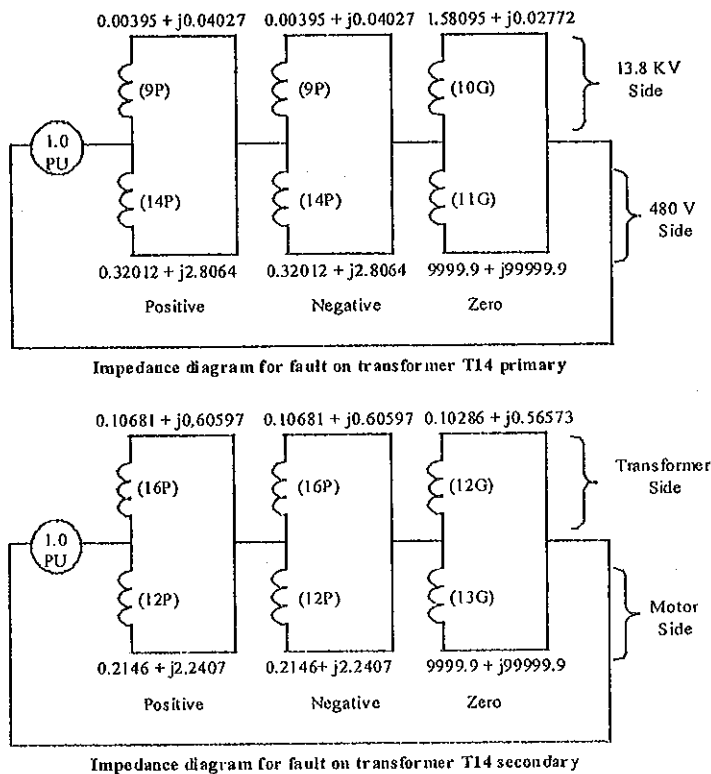 0.00395 + j0.04027 0.00395 + j0.04027 1.58095 + j0.02772
(9P) (9P) (10G) 13.8 KV
Side
1.0
PU
(14P) (14P) (11G) 480 V
Side
0.32012 + j2.8064 0.32012 + j2.8064 9999.9 + j99999.9
Positive Negative Zero
Impedance diagram for fault on transformer T14 primary
0.10681 + j0.60597 0.10681 + j0.60597 0.10286 + j0.56573
(16P) (16P) (12G) Transformer
Side
1.0
PU
(12P) (12P) (13G) Motor
Side
0.2146 + j2.2407 0.2146+ j2.2407 9999.9 + j99999.9
Positive Negative Zero
Impedance diagram for fault on transformer T14 secondary